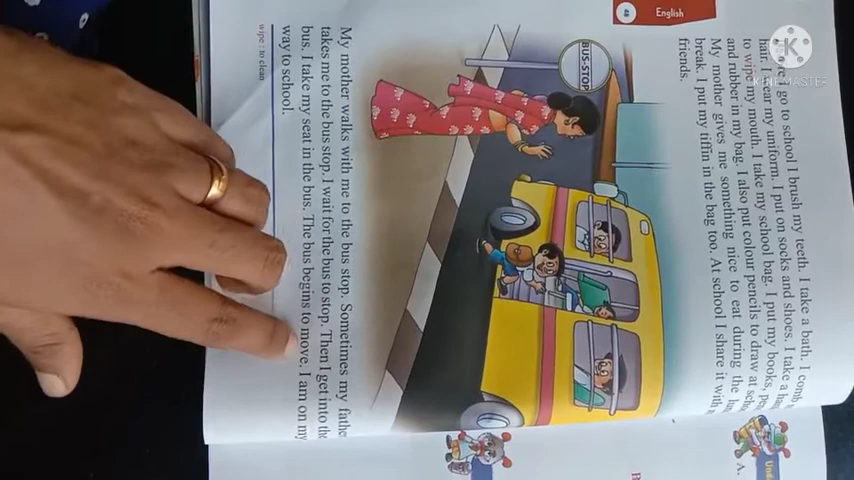 48 English
go to school I brush my teeth. I take a bath. I comb
hair. I wear my uniform. I put on socks and shoes. I take a
to wipe my mouth. I take my school bag. I put my books,
and rubber in my bag. I also put colour pencils to draw at
My mother gives me something nice to eat during the
break. I put my tiffin in the bag too. At school I share it with
friends.
BUS-STOP
My mother walks with me to the bus stop. Sometimes my
takes me to the bus stop. I wait for the bus to stop. Then I get into
bus. I take my seat in the bus. The bus begins to move. I am on my
way to school.
wipe : to clean
A.
KINEMASTER